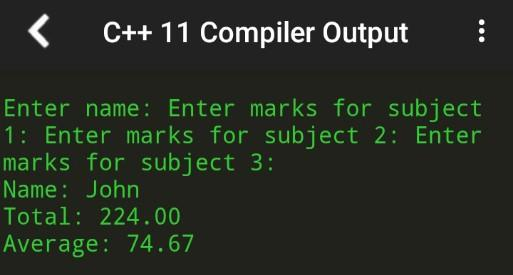 C++ 11 Compiler Output
Enter name: Enter marks for subject
1: Enter marks for subject 2: Enter
marks for subject 3:
Name: John
Total: 224.00
Average: 74.67